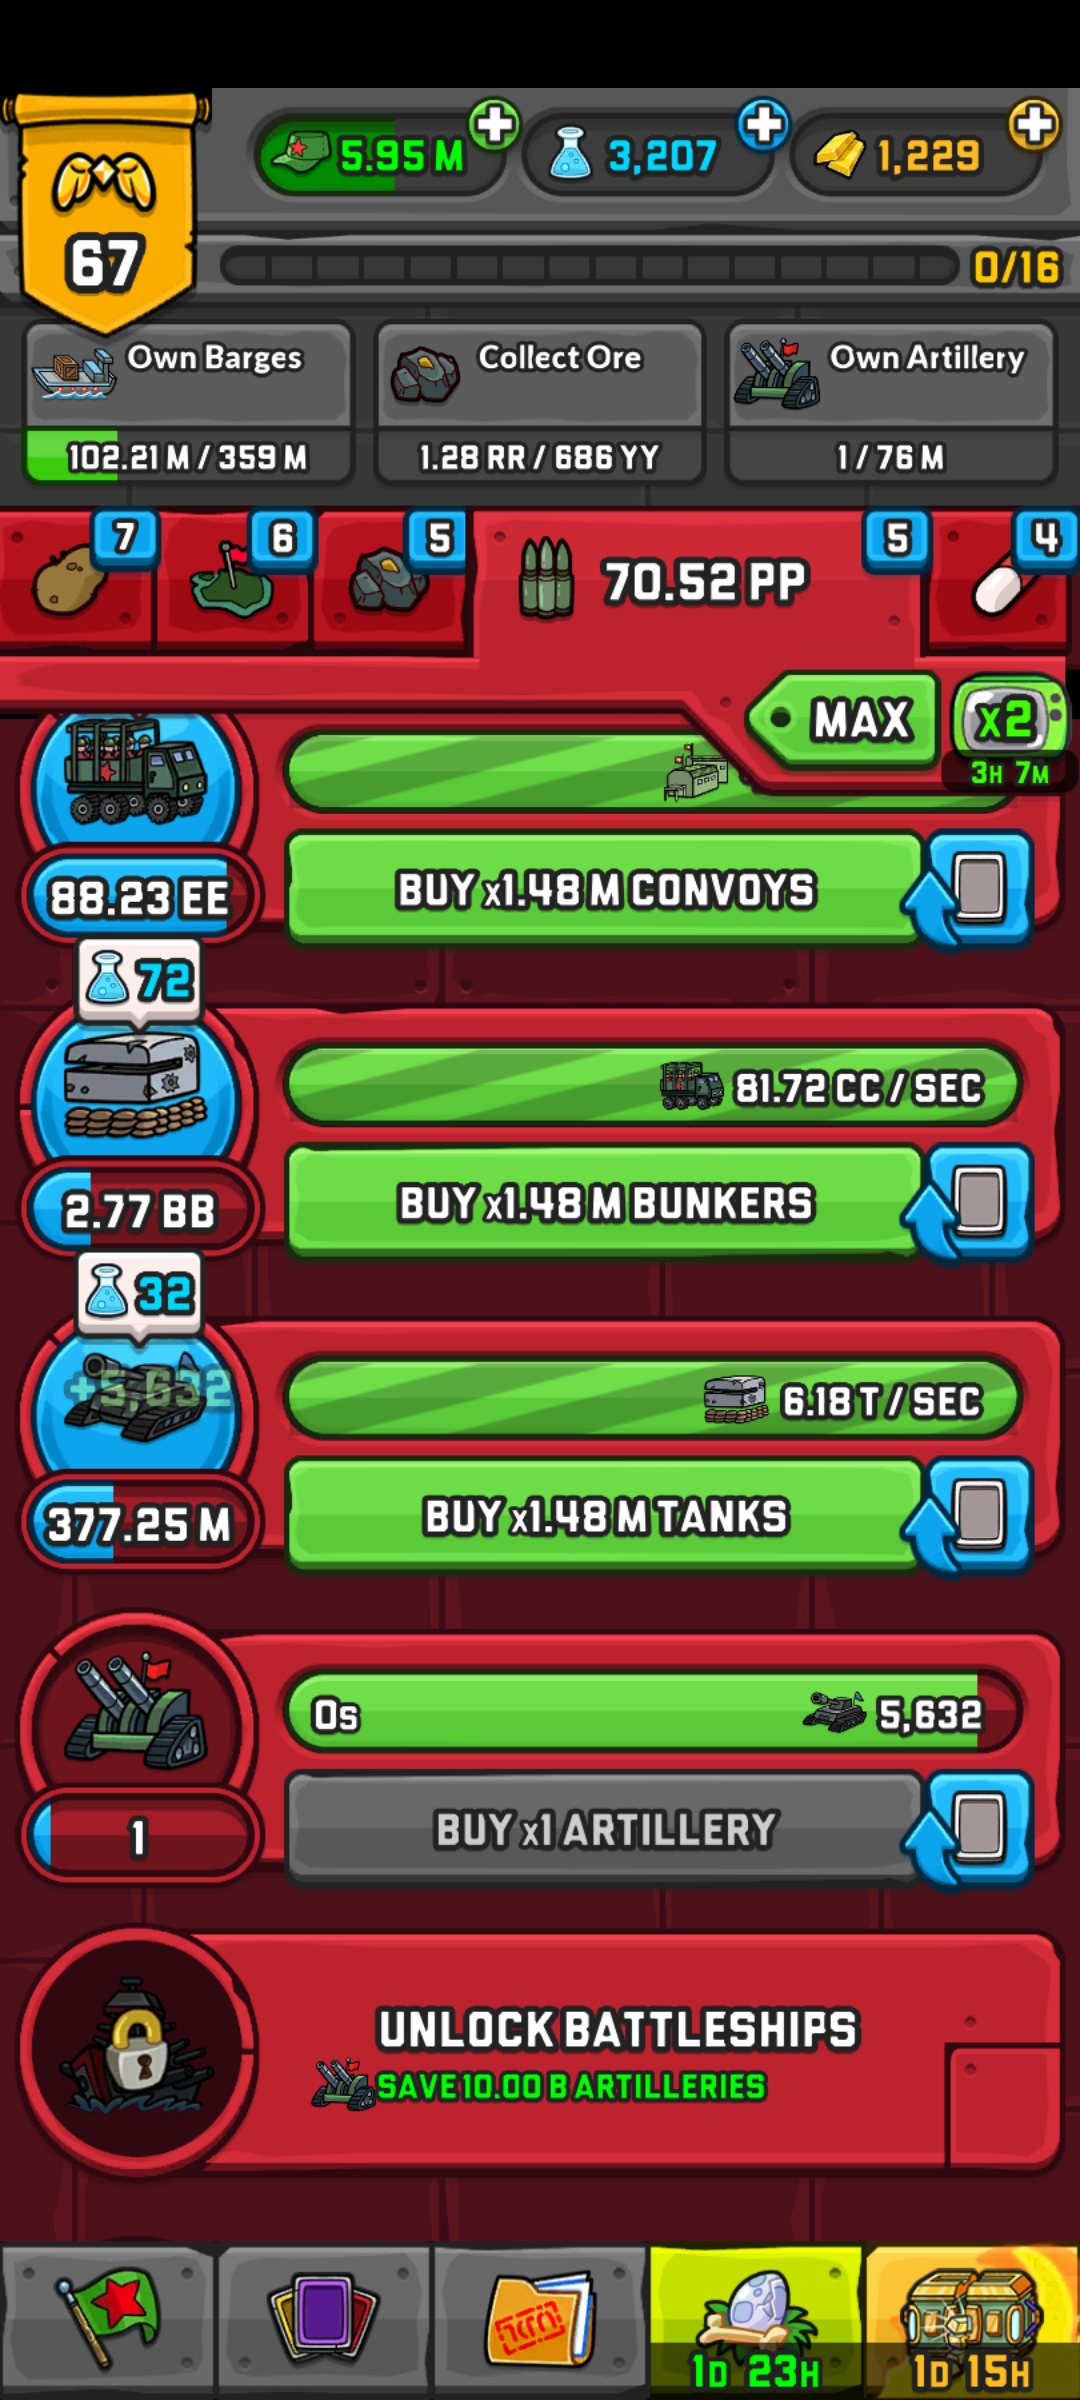 5.95 M
3,207
1,229
67
0/16
Own Barges
102.21 M / 359 M
Collect Ore
1.28 RR / 686 YY
Own Artillery
1 / 76 M
7
6
5
70.52 PP
5
4
MAX
x2
3H 7M
88.23 EE
BUY x1.48 M CONVOYS
72
81.72 CC / SEC
2.77 BB
BUY x1.48 M BUNKERS
32
+5,632
6.18 T / SEC
377.25 M
BUY x1.48 M TANKS
0s
5,632
1
BUY x1 ARTILLERY
UNLOCK BATTLESHIPS
SAVE 10.00 B ARTILLERIES
1D 23H
1D 15H